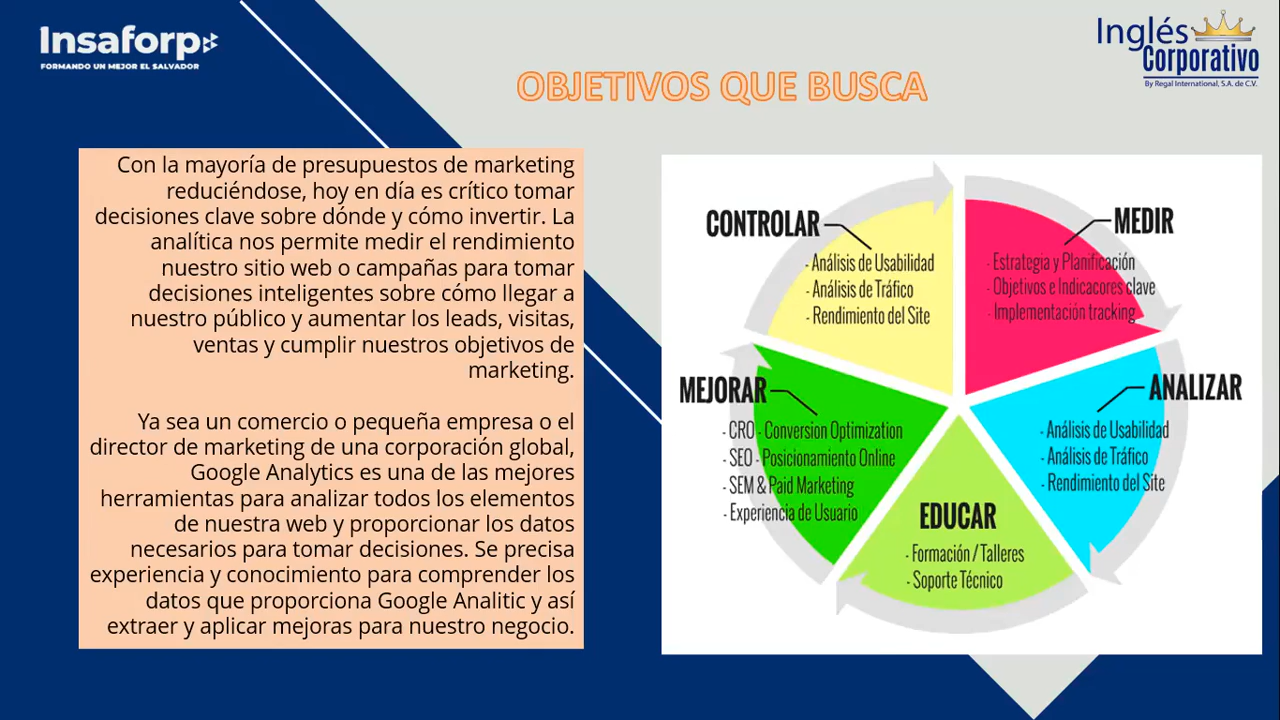 Insaforp
FORMANDO UN MEJOR EL SALVADOR
Inglés
Corporativo
By Regal International, S.A. de C.V.
OBJETIVOS QUE BUSCA
Con la mayoría de presupuestos de marketing
reduciéndose, hoy en día es crítico tomar
decisiones clave sobre dónde y cómo invertir. La
analítica nos permite medir el rendimiento
nuestro sitio web o campañas para tomar
decisiones inteligentes sobre cómo llegar a
nuestro público y aumentar los leads, visitas,
ventas y cumplir nuestros objetivos de
marketing.
Ya sea un comercio o pequeña empresa o el
director de marketing de una corporación global,
Google Analytics es una de las mejores
herramientas para analizar todos los elementos
de nuestra web y proporcionar los datos
necesarios para tomar decisiones. Se precisa
experiencia y conocimiento para comprender los
datos que proporciona Google Analitic y así
extraer y aplicar mejoras para nuestro negocio.
CONTROLAR
- Análisis de Usabilidad
- Análisis de Tráfico
- Rendimiento del Site
MEDIR
- Estrategia y Planificación
- Objetivos e Indicacores clave
- Implementación tracking
ANALIZAR
- Análisis de Usabilidad
- Análisis de Tráfico
- Rendimiento del Site
EDUCAR
- Formación / Talleres
- Soporte Técnico
MEJORAR
- CRO - Conversion Optimization
- SEO - Posicionamiento Online
- SEM & Paid Marketing
- Experiencia de Usuario